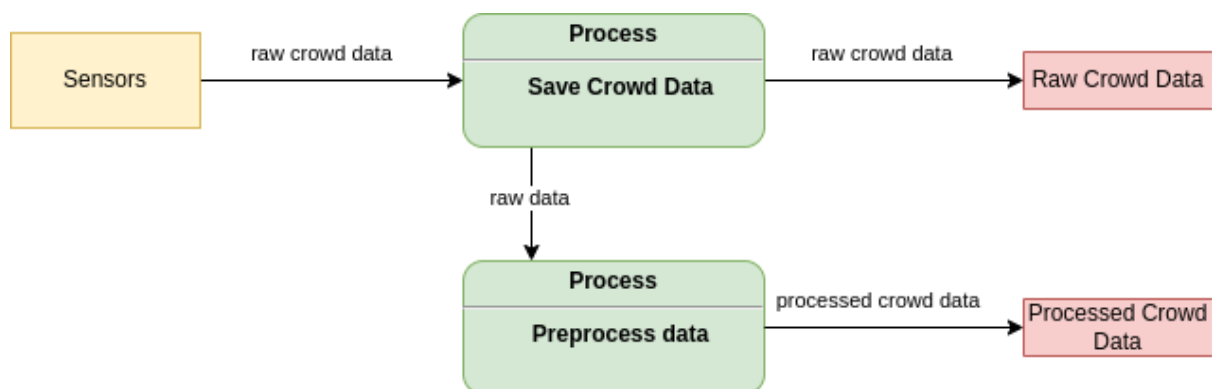 Process
raw crowd data
raw crowd data
Sensors
Save Crowd Data
Raw Crowd Data
raw data
Process
processed crowd data
Preprocess data
Processed Crowd
Data